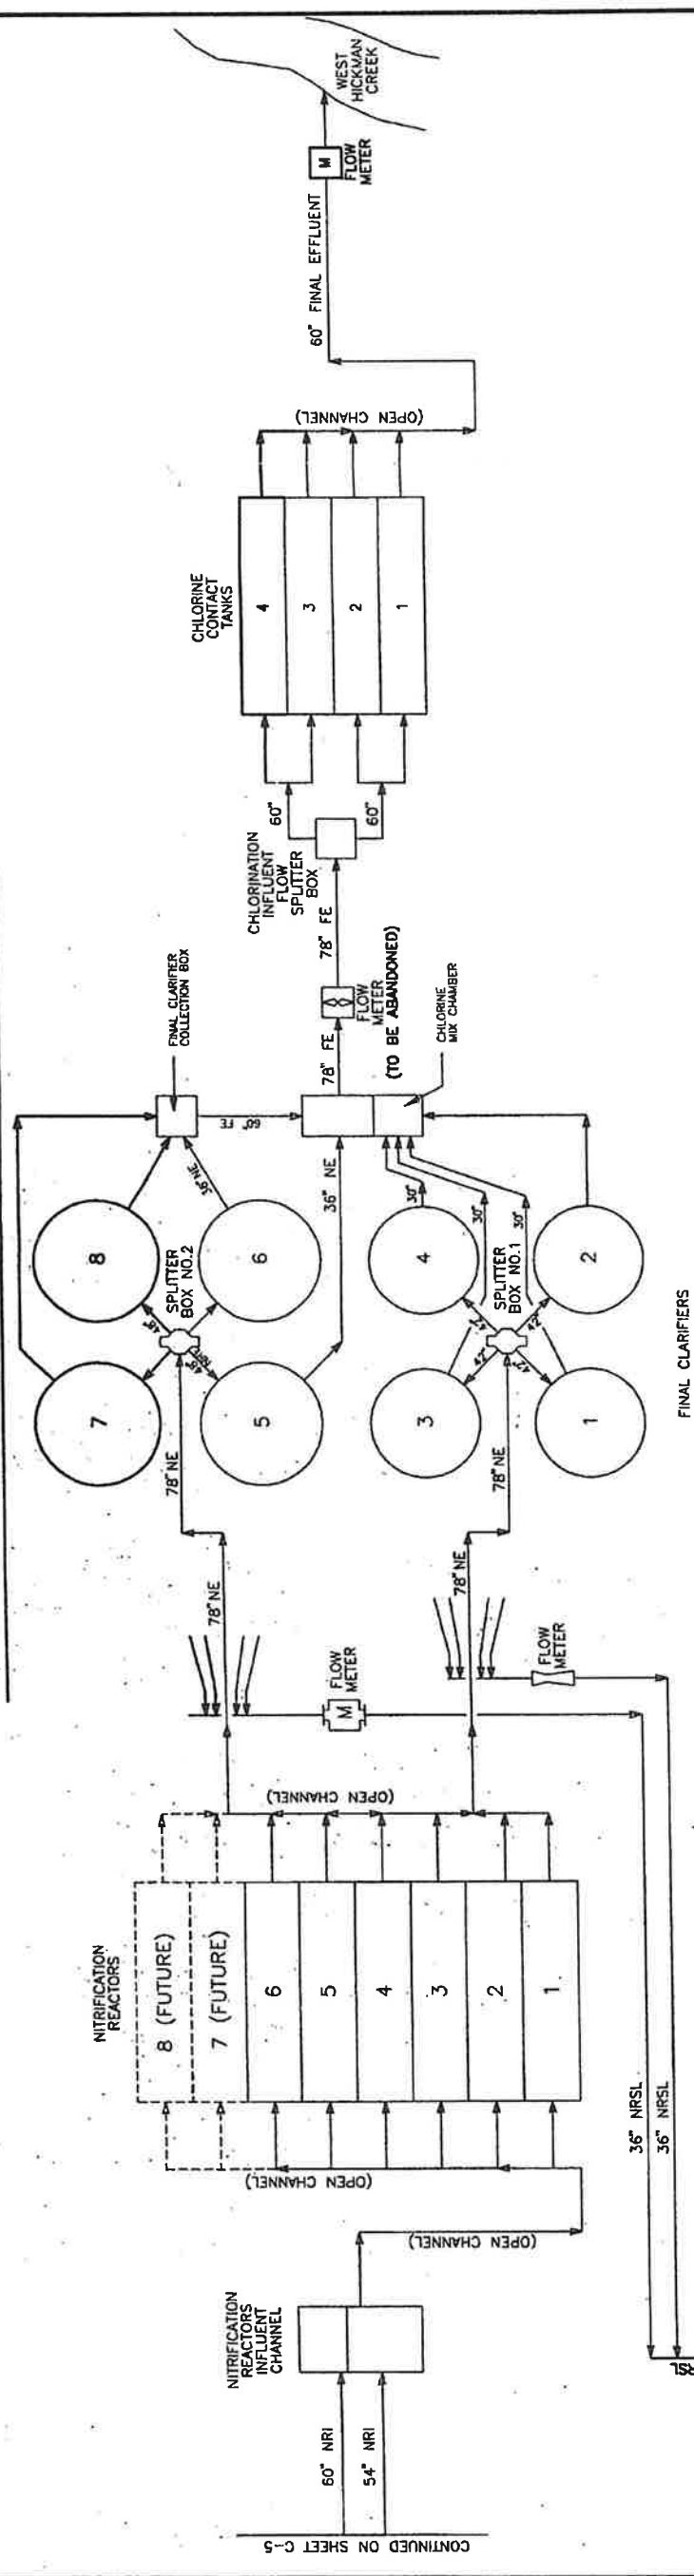 CONTINUED ON SHEET C-5
60" NRI
54" NRI
NITRIFICATION
REACTORS
INFLUENT
CHANNEL
(OPEN CHANNEL)
(OPEN CHANNEL)
NITRIFICATION
REACTORS
8 (FUTURE)
7 (FUTURE)
6
5
4
3
2
1
(OPEN CHANNEL)
36" NRSL
36" NRSL
M
FLOW
METER
FLOW
METER
78" NE
78" NE
78" NE
78" NE
7
8
5
6
SPLITTER
BOX NO.2
48"
48"
36" NE
36" NE
3
4
1
2
SPLITTER
BOX NO.1
42"
42"
42"
42"
30"
30"
30"
FINAL CLARIFIERS
FINAL CLARIFIER
COLLECTION BOX
CHLORINE
MIX CHAMBER
(TO BE ABANDONED)
78" FE
FLOW
METER
78" FE
CHLORINATION
INFLUENT
FLOW
SPLITTER
BOX
60"
60"
CHLORINE
CONTACT
TANKS
4
3
2
1
(OPEN CHANNEL)
60" FINAL EFFLUENT
M
FLOW
METER
WEST
HICKMAN
CREEK